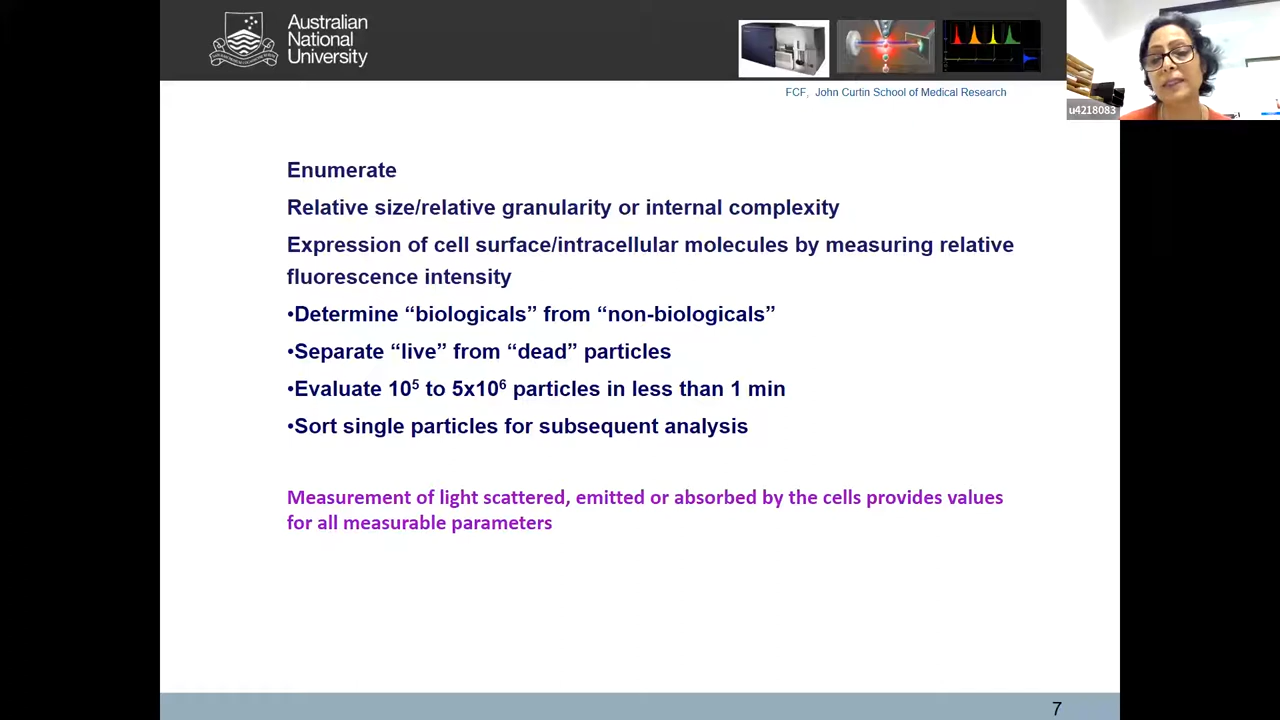 Australian
National
University
FCF, John Curtin School of Medical Research
u4218083
Enumerate
Relative size/relative granularity or internal complexity
Expression of cell surface/intracellular molecules by measuring relative
fluorescence intensity
•Determine “biologicals” from “non-biologicals”
•Separate “live” from “dead” particles
•Evaluate 10⁵ to 5x10⁶ particles in less than 1 min
•Sort single particles for subsequent analysis
Measurement of light scattered, emitted or absorbed by the cells provides values
for all measurable parameters
7